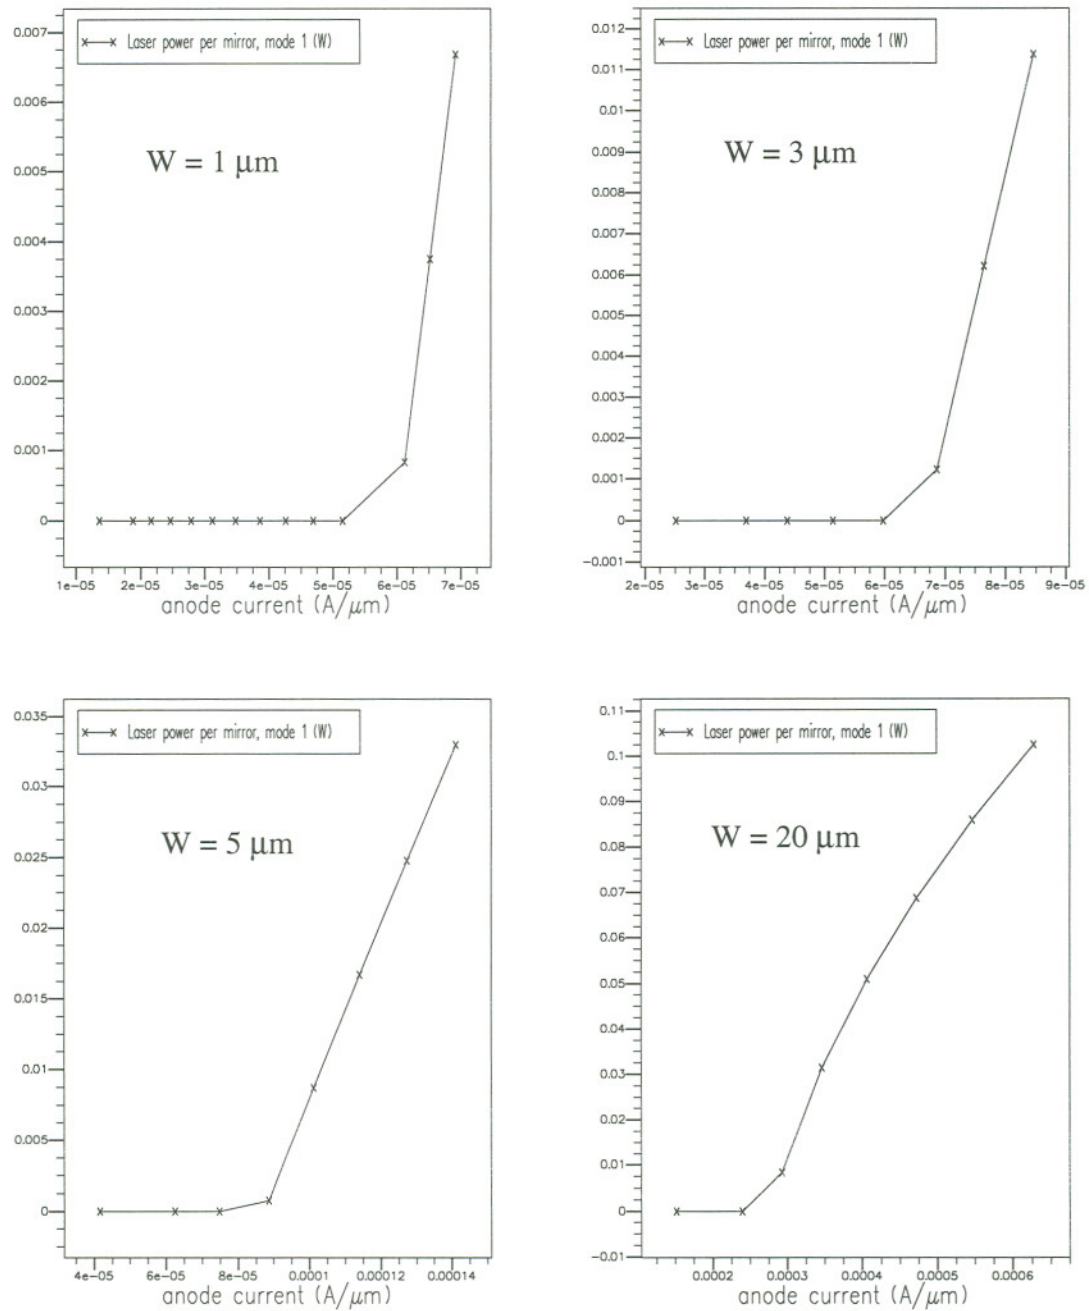 0.007
0.006
0.005
0.004
0.003
0.002
0.001
0
Laser power per mirror, mode 1 (W)
W = 1 μm
1e-05 2e-05 3e-05 4e-05 5e-05 6e-05 7e-05
anode current (A/μm)
0.012
0.011
0.01
0.009
0.008
0.007
0.006
0.005
0.004
0.003
0.002
0.001
0
-0.001
Laser power per mirror, mode 1 (W)
W = 3 μm
2e-05 3e-05 4e-05 5e-05 6e-05 7e-05 8e-05 9e-05
anode current (A/μm)
0.035
0.03
0.025
0.02
0.015
0.01
0.005
0
Laser power per mirror, mode 1 (W)
W = 5 μm
4e-05 6e-05 8e-05 0.0001 0.00012 0.00014
anode current (A/μm)
0.11
0.1
0.09
0.08
0.07
0.06
0.05
0.04
0.03
0.02
0.01
0
-0.01
Laser power per mirror, mode 1 (W)
W = 20 μm
0.0002 0.0003 0.0004 0.0005 0.0006
anode current (A/μm)